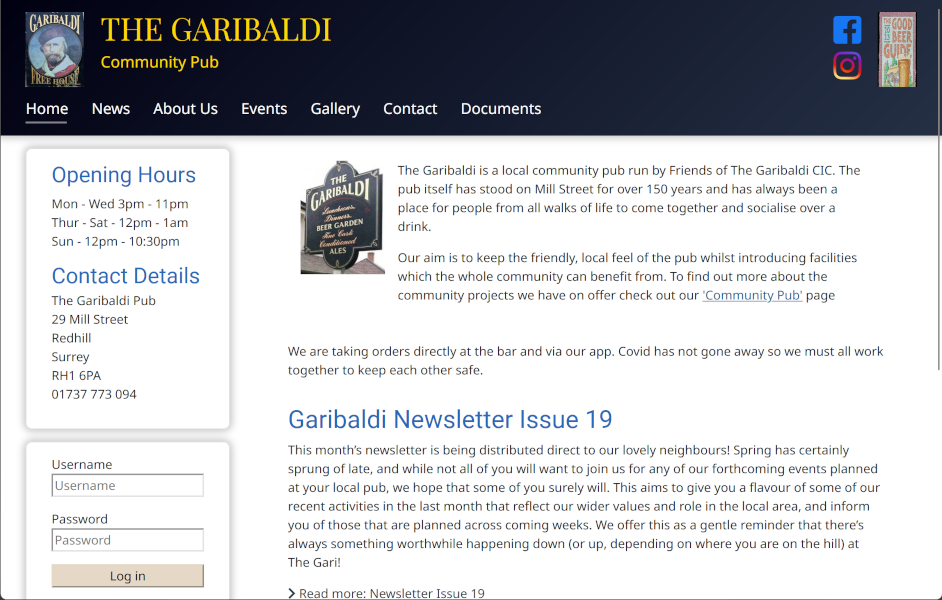 GARIBALDI
FREE HOUSE
THE GARIBALDI
Community Pub
GOOD
BEER
GUIDE
Home News About Us Events Gallery Contact Documents
Opening Hours
Mon - Wed 3pm - 11pm
Thur - Sat - 12pm - 1am
Sun - 12pm - 10:30pm
Contact Details
The Garibaldi Pub
29 Mill Street
Redhill
Surrey
RH1 6PA
01737 773 094
Username
Username
Password
Password
Log in
THE
GARIBALDI
Luncheons,
Dinners,
BEER GARDEN
Fine Cask
Conditioned
ALES
The Garibaldi is a local community pub run by Friends of The Garibaldi CIC. The
pub itself has stood on Mill Street for over 150 years and has always been a
place for people from all walks of life to come together and socialise over a
drink.
Our aim is to keep the friendly, local feel of the pub whilst introducing facilities
which the whole community can benefit from. To find out more about the
community projects we have on offer check out our 'Community Pub' page
We are taking orders directly at the bar and via our app. Covid has not gone away so we must all work
together to keep each other safe.
Garibaldi Newsletter Issue 19
This month’s newsletter is being distributed direct to our lovely neighbours! Spring has certainly
sprung of late, and while not all of you will want to join us for any of our forthcoming events planned
at your local pub, we hope that some of you surely will. This aims to give you a flavour of some of our
recent activities in the last month that reflect our wider values and role in the local area, and inform
you of those that are planned across coming weeks. We offer this as a gentle reminder that there’s
always something worthwhile happening down (or up, depending on where you are on the hill) at
The Gari!
Read more: Newsletter Issue 19